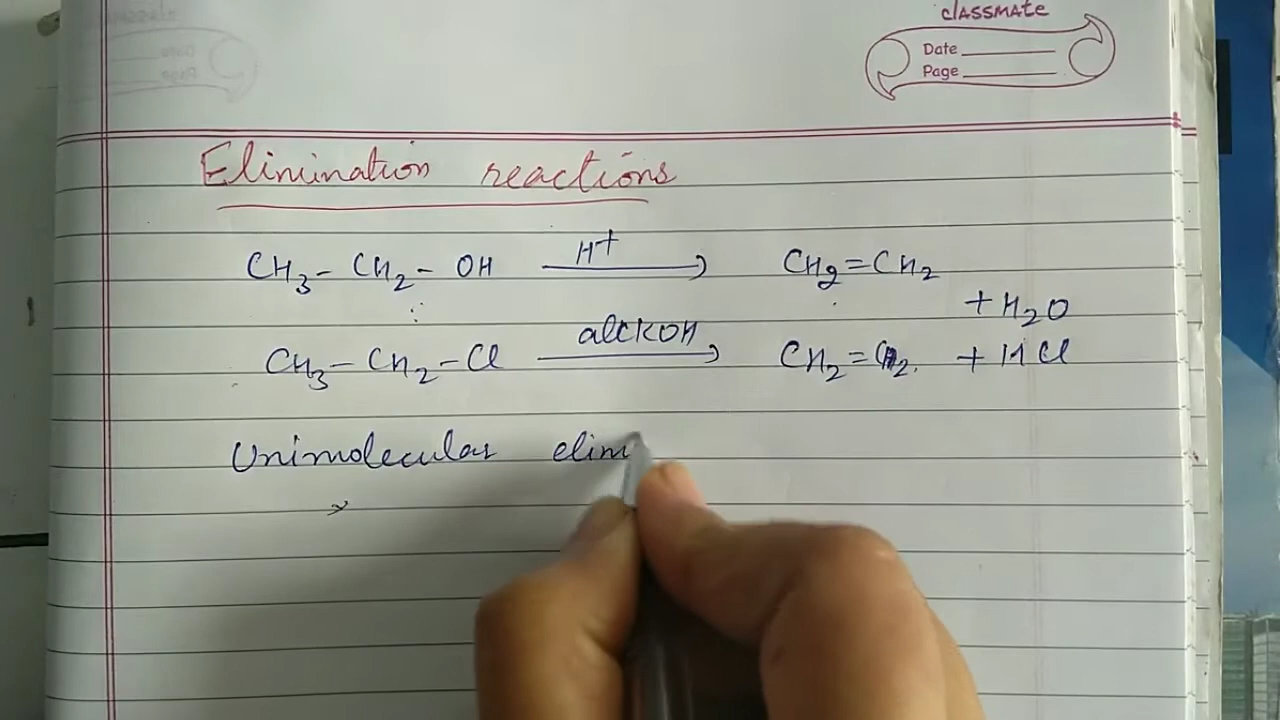 classmate
Date
Page
Elimination reactions
CH₃ – CH₂ – OH —H⁺→ CH₂ = CH₂
+ H₂O
CH₃ – CH₂ – Cl —alcKOH→ CH₂ = CH₂. + HCl
Unimolecular elim